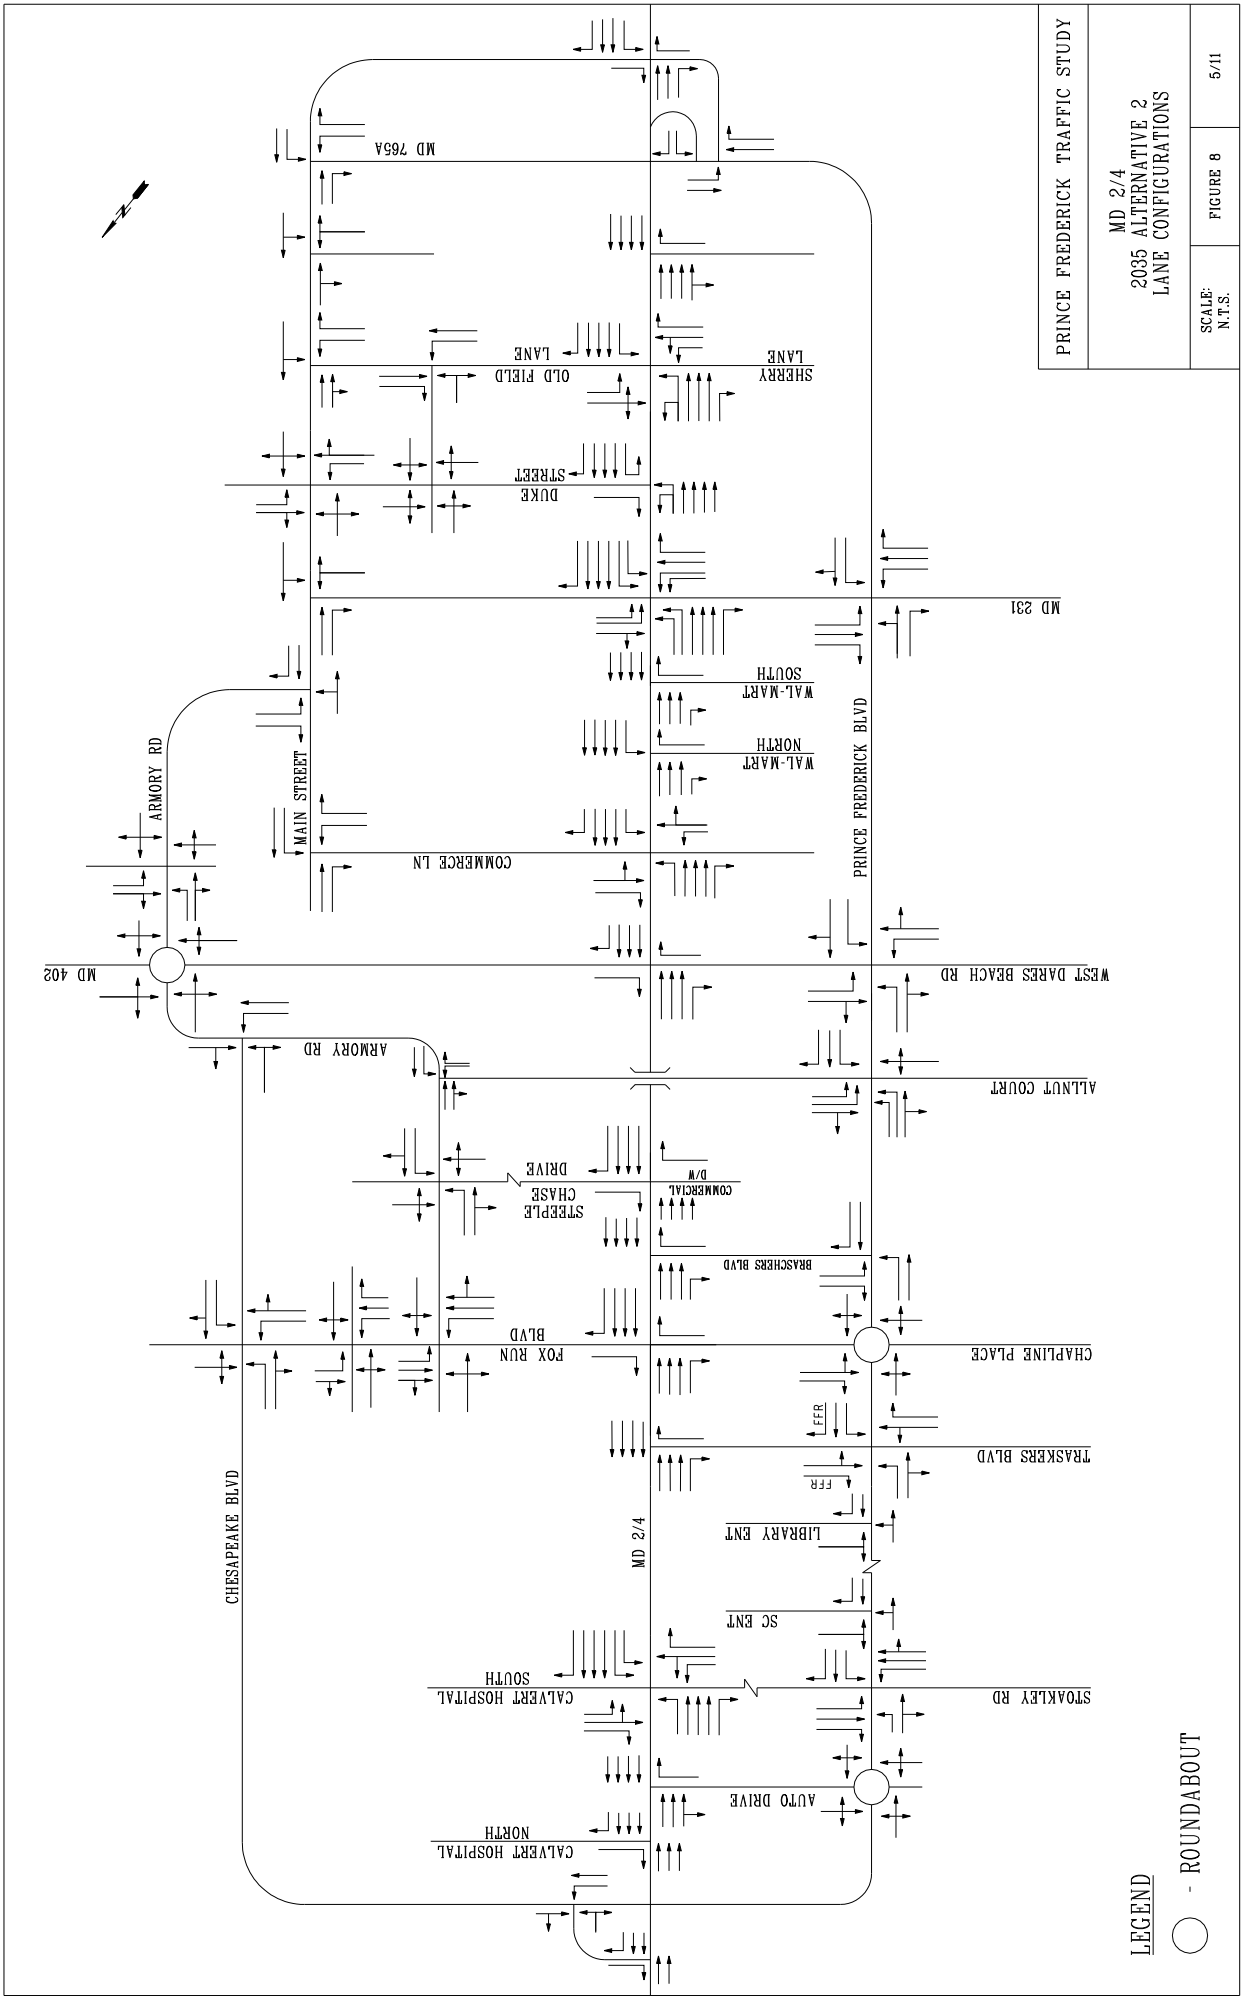 PRINCE FREDERICK TRAFFIC STUDY
MD 2/4
2035 ALTERNATIVE 2
LANE CONFIGURATIONS
SCALE:
N.T.S.
FIGURE 8
5/11
MD 765A
OLD FIELD
LANE
SHERRY
LANE
DUKE
STREET
MD 231
WAL-MART
SOUTH
WAL-MART
NORTH
ARMORY RD
MAIN STREET
PRINCE FREDERICK BLVD
COMMERCE LN
MD 402
WEST DARES BEACH RD
ARMORY RD
ALLNUT COURT
STEEPLE
CHASE
DRIVE
COMMERCIAL
D/W
BRASCHERS BLVD
FOX RUN
BLVD
CHAPLINE PLACE
FFR
TRASKERS BLVD
FFR
CHESAPEAKE BLVD
MD 2/4
LIBRARY ENT
SC ENT
CALVERT HOSPITAL
SOUTH
STOAKLEY RD
AUTO DRIVE
CALVERT HOSPITAL
NORTH
LEGEND
- ROUNDABOUT